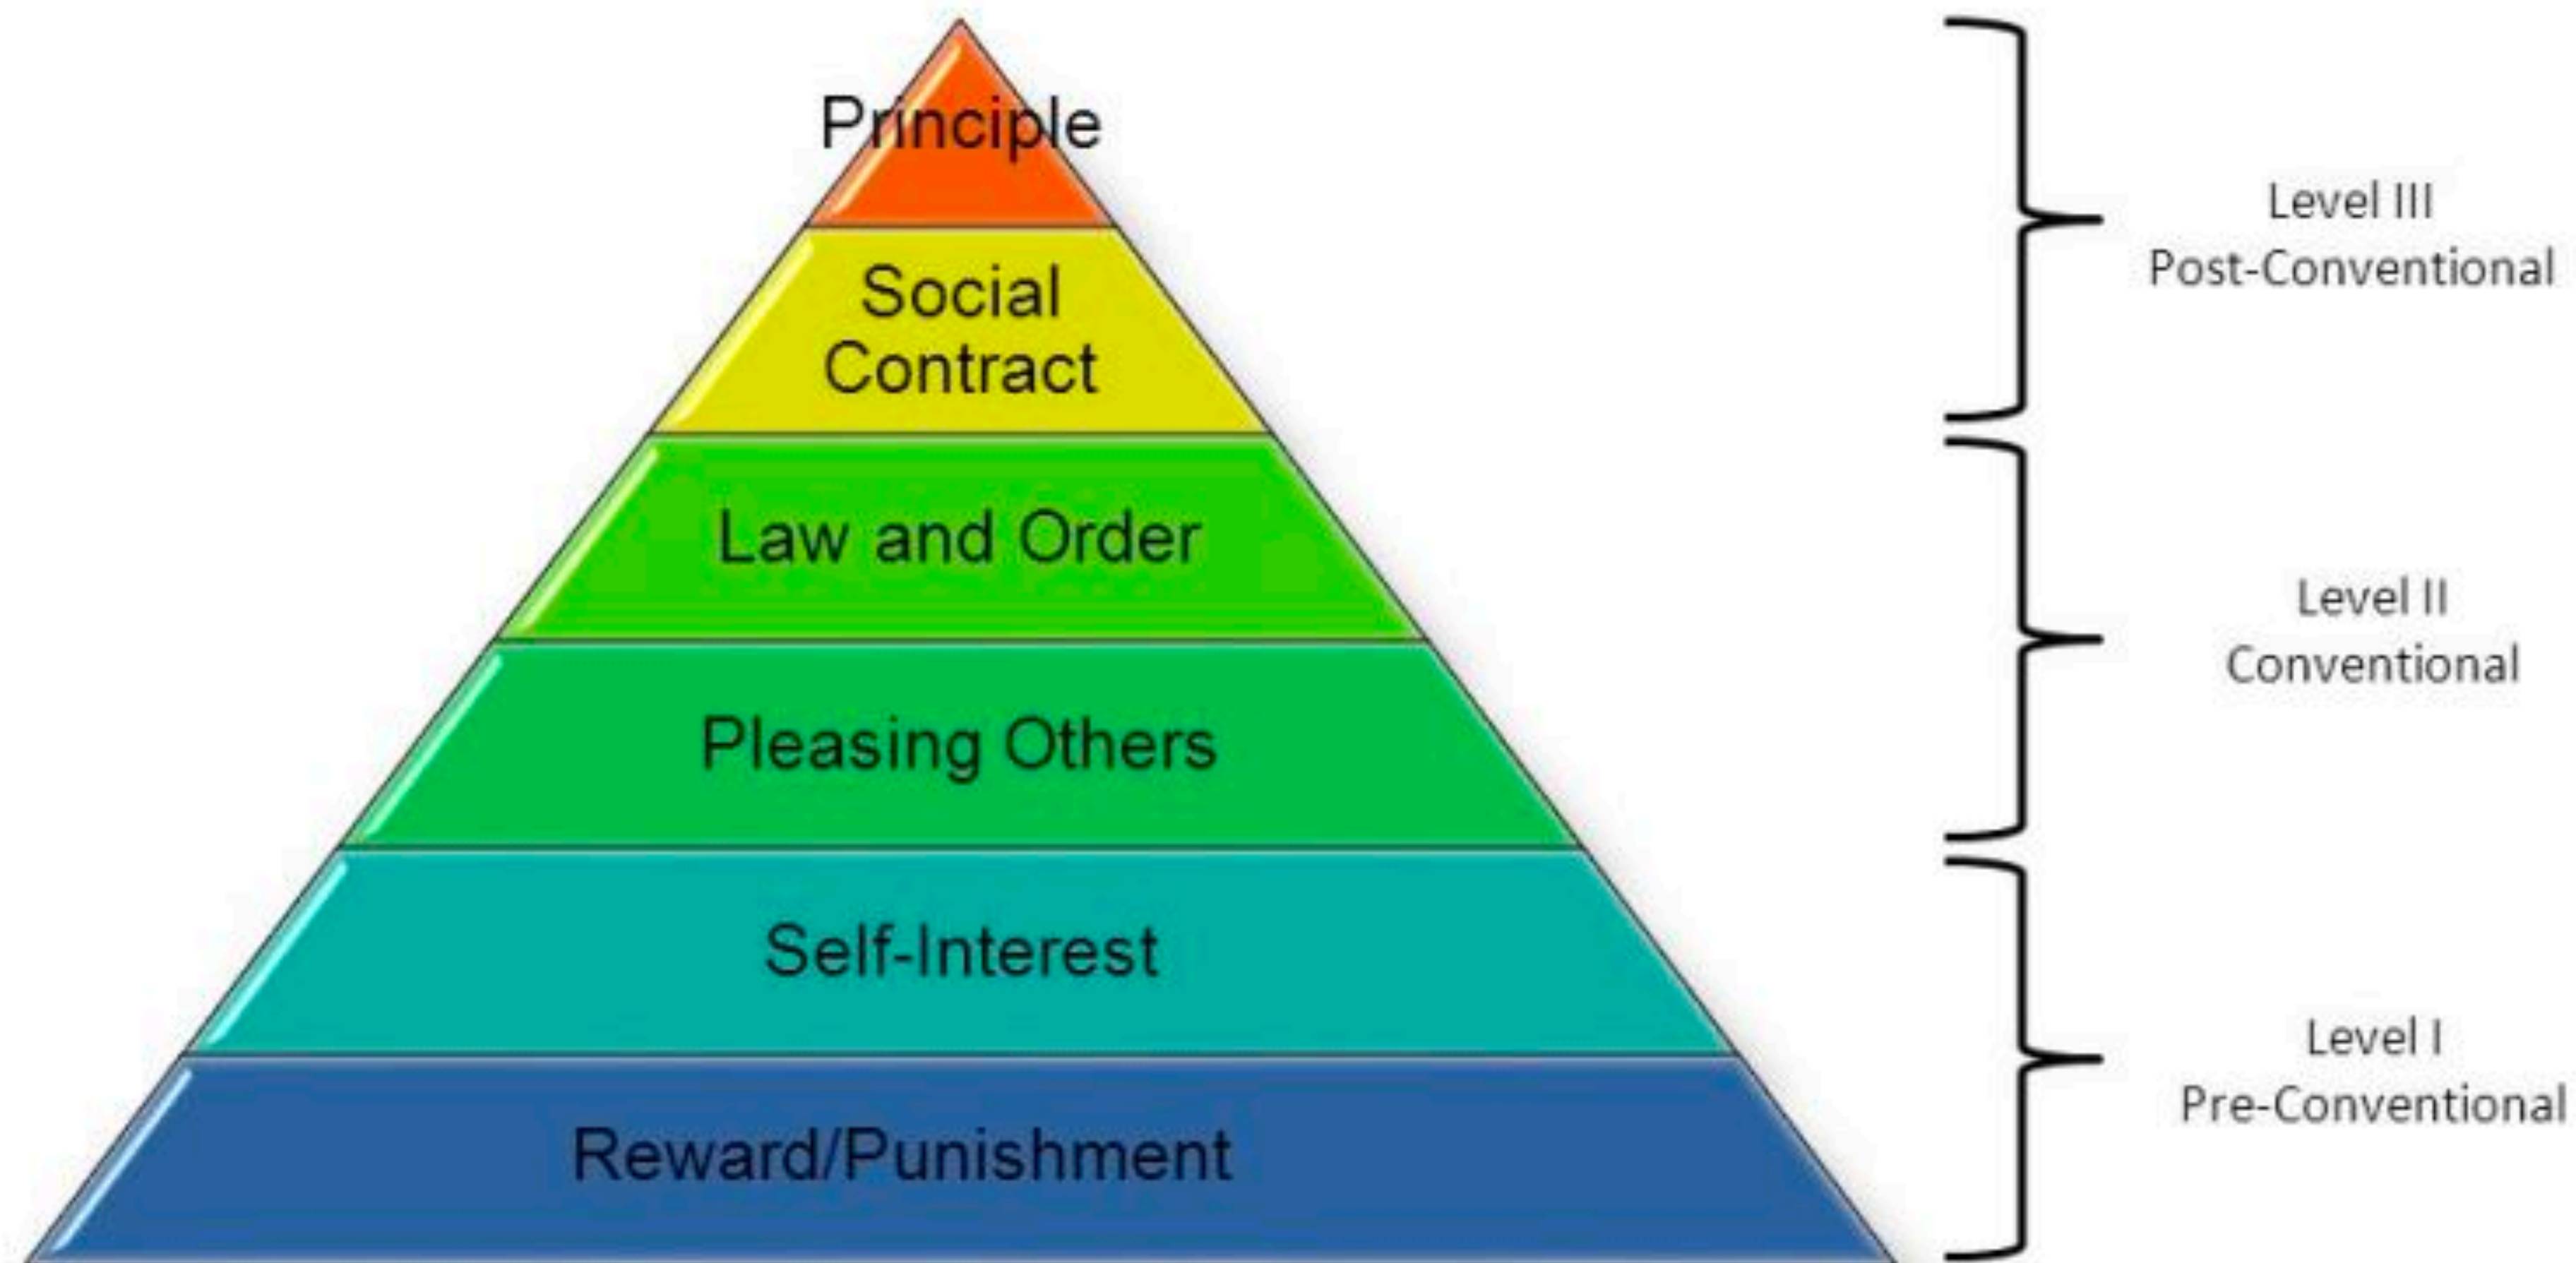 Principle
Social
Contract
Law and Order
Pleasing Others
Self-Interest
Reward/Punishment
Level III
Post-Conventional
Level II
Conventional
Level I
Pre-Conventional